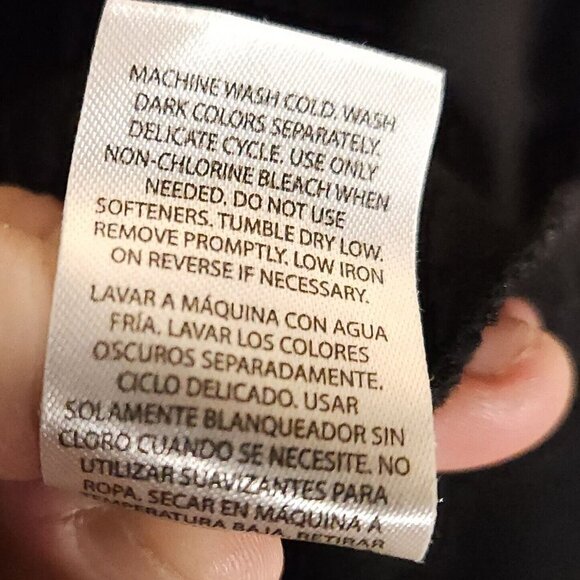 MACHINE WASH COLD. WASH
DARK COLORS SEPARATELY.
DELICATE CYCLE. USE ONLY
NON-CHLORINE BLEACH WHEN
NEEDED. DO NOT USE
SOFTENERS. TUMBLE DRY LOW.
REMOVE PROMPTLY. LOW IRON
ON REVERSE IF NECESSARY.
LAVAR A MÁQUINA CON AGUA
FRÍA. LAVAR LOS COLORES
OSCUROS SEPARADAMENTE.
CICLO DELICADO. USAR
SOLAMENTE BLANQUEADOR SIN
CLORO CUANDO SE NECESITE. NO
UTILIZAR SUAVIZANTES PARA
ROPA. SECAR EN MÁQUINA A
TEMPERATURA BAJA. RETIRAR